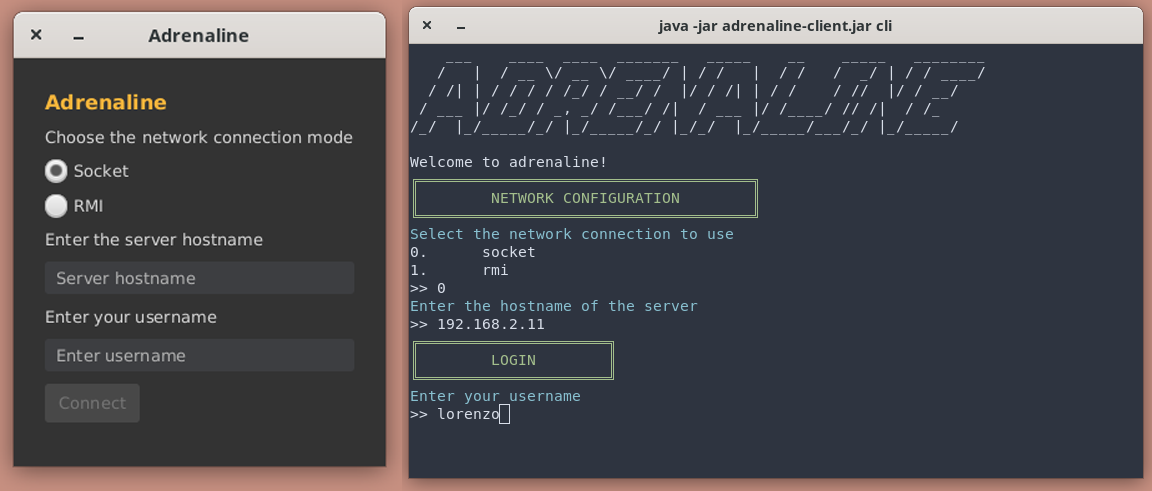 Adrenaline
Adrenaline
Choose the network connection mode
Socket
RMI
Enter the server hostname
Server hostname
Enter your username
Enter username
Connect
java -jar adrenaline-client.jar cli
ADRENALINE
Welcome to adrenaline!
NETWORK CONFIGURATION
Select the network connection to use
0. socket
1. rmi
>> 0
Enter the hostname of the server
>> 192.168.2.11
LOGIN
Enter your username
>> lorenzo